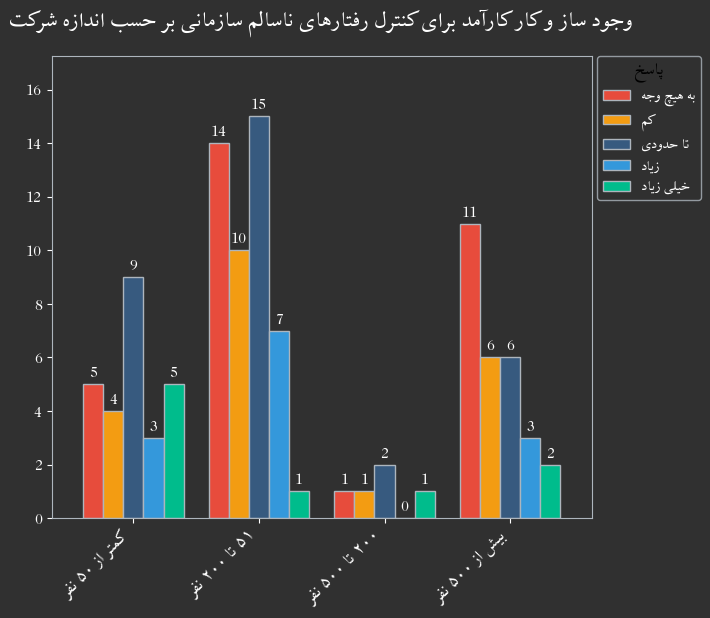 وجود ساز و کار کارآمد برای کنترل رفتارهای ناسالم سازمانی بر حسب اندازه شرکت
پاسخ
به هیچ وجه
کم
تا حدودی
زیاد
خیلی زیاد
16
14
12
10
8
6
4
2
0
5
4
9
3
5
14
10
15
7
1
1
1
2
0
1
11
6
6
3
2
کمتر از ۵۰ نفر
۵۱ تا ۲۰۰ نفر
۲۰۰ تا ۵۰۰ نفر
بیش از ۵۰۰ نفر